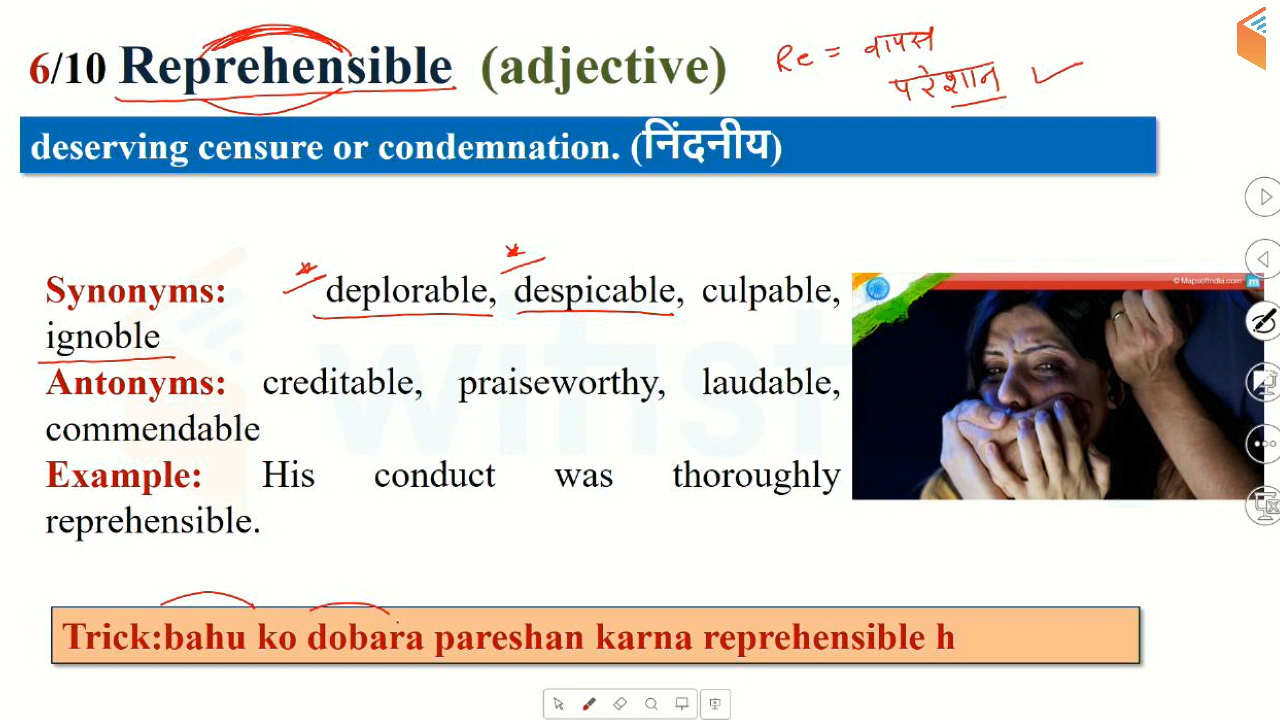 6/10 Reprehensible (adjective)
Re = वापस
परेशान
deserving censure or condemnation. (निंदनीय)
Synonyms: deplorable, despicable, culpable,
ignoble
Antonyms: creditable, praiseworthy, laudable,
commendable
Example: His conduct was thoroughly
reprehensible.
© MapsofIndia.com m
Trick:bahu ko dobara pareshan karna reprehensible h